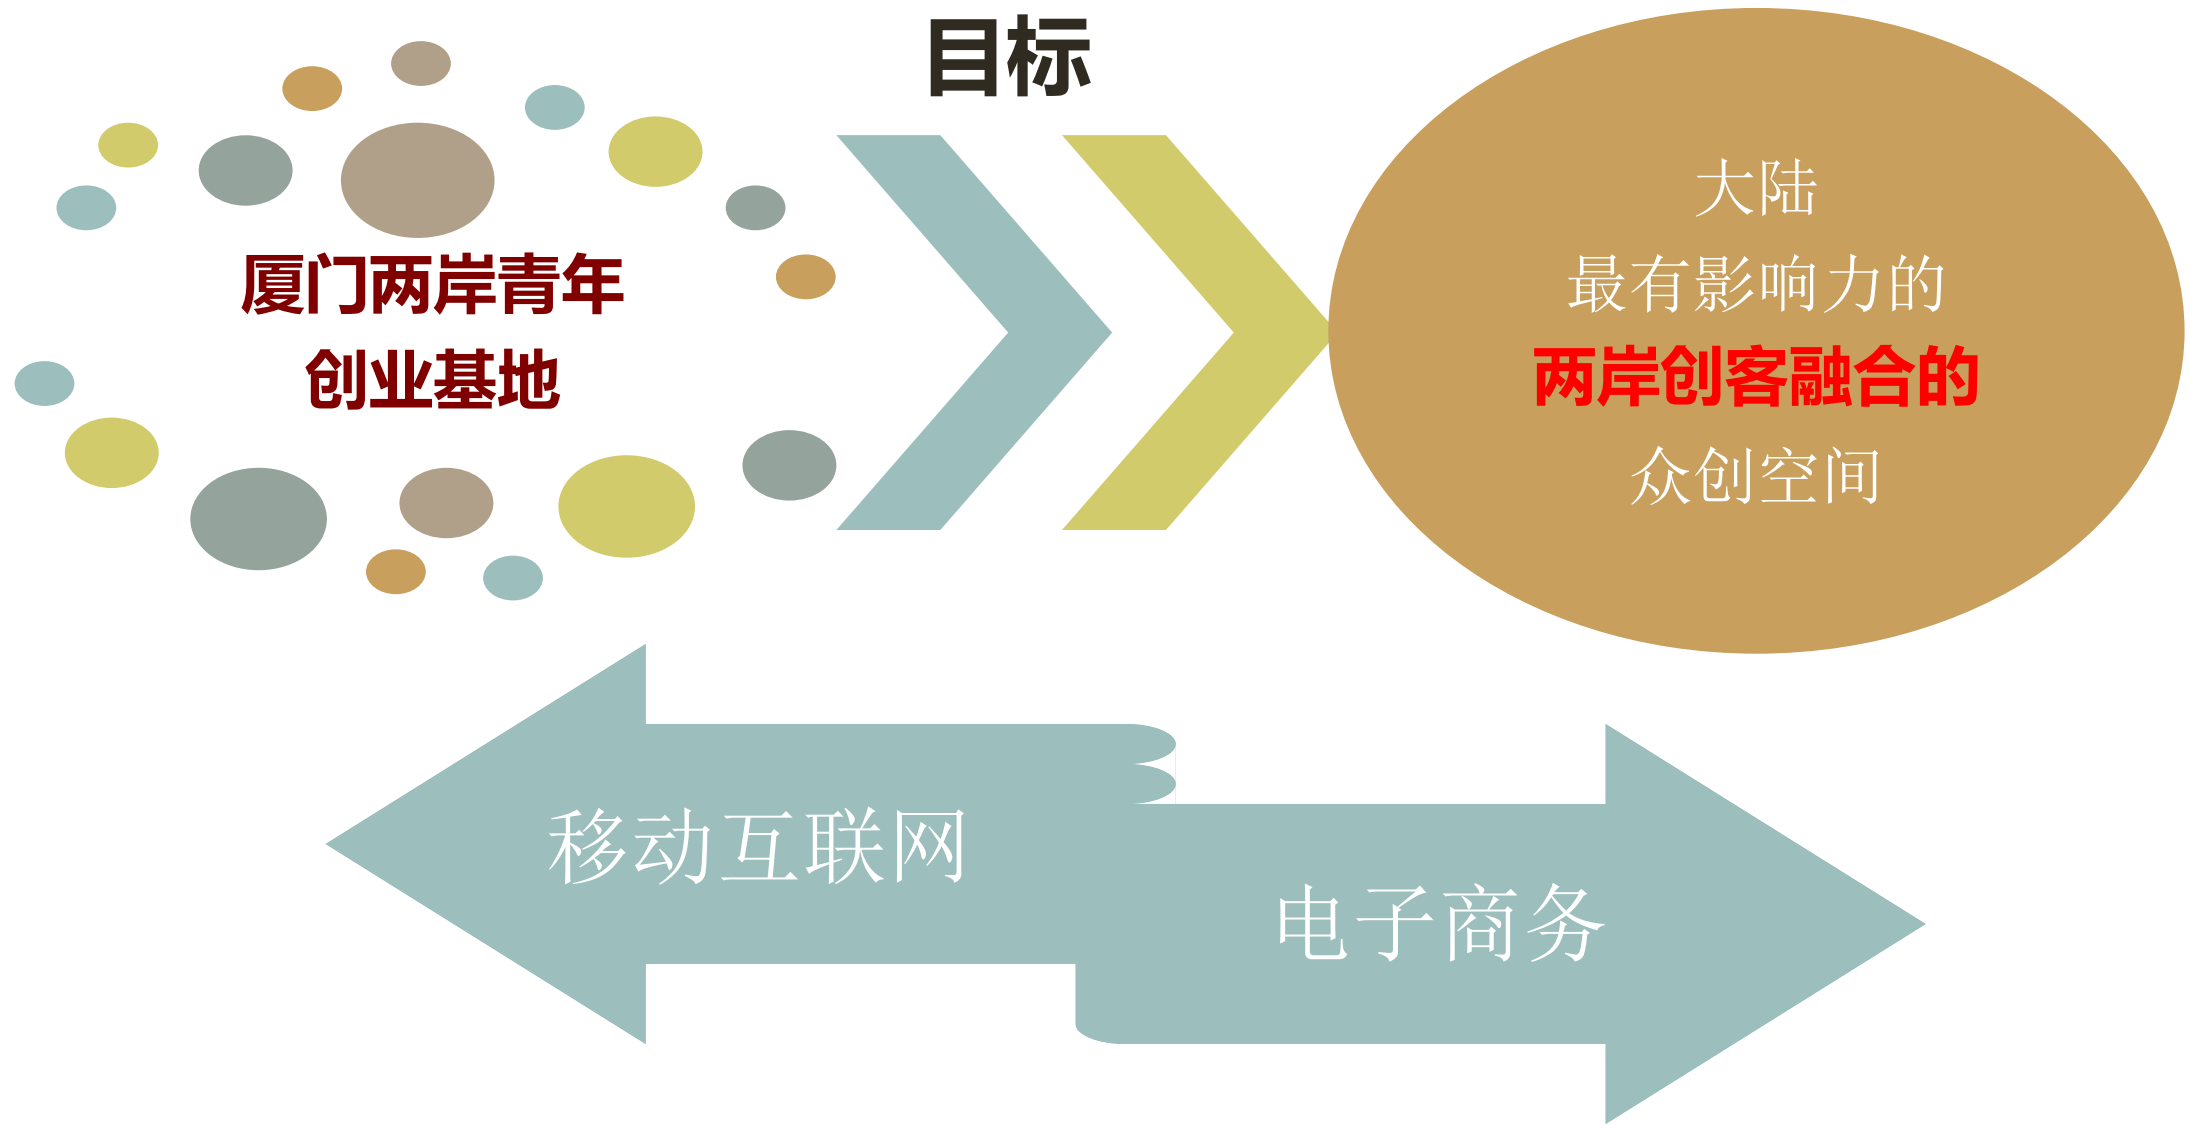 目标
厦门两岸青年
创业基地
大陆
最有影响力的
两岸创客融合的
众创空间
移动互联网
电子商务